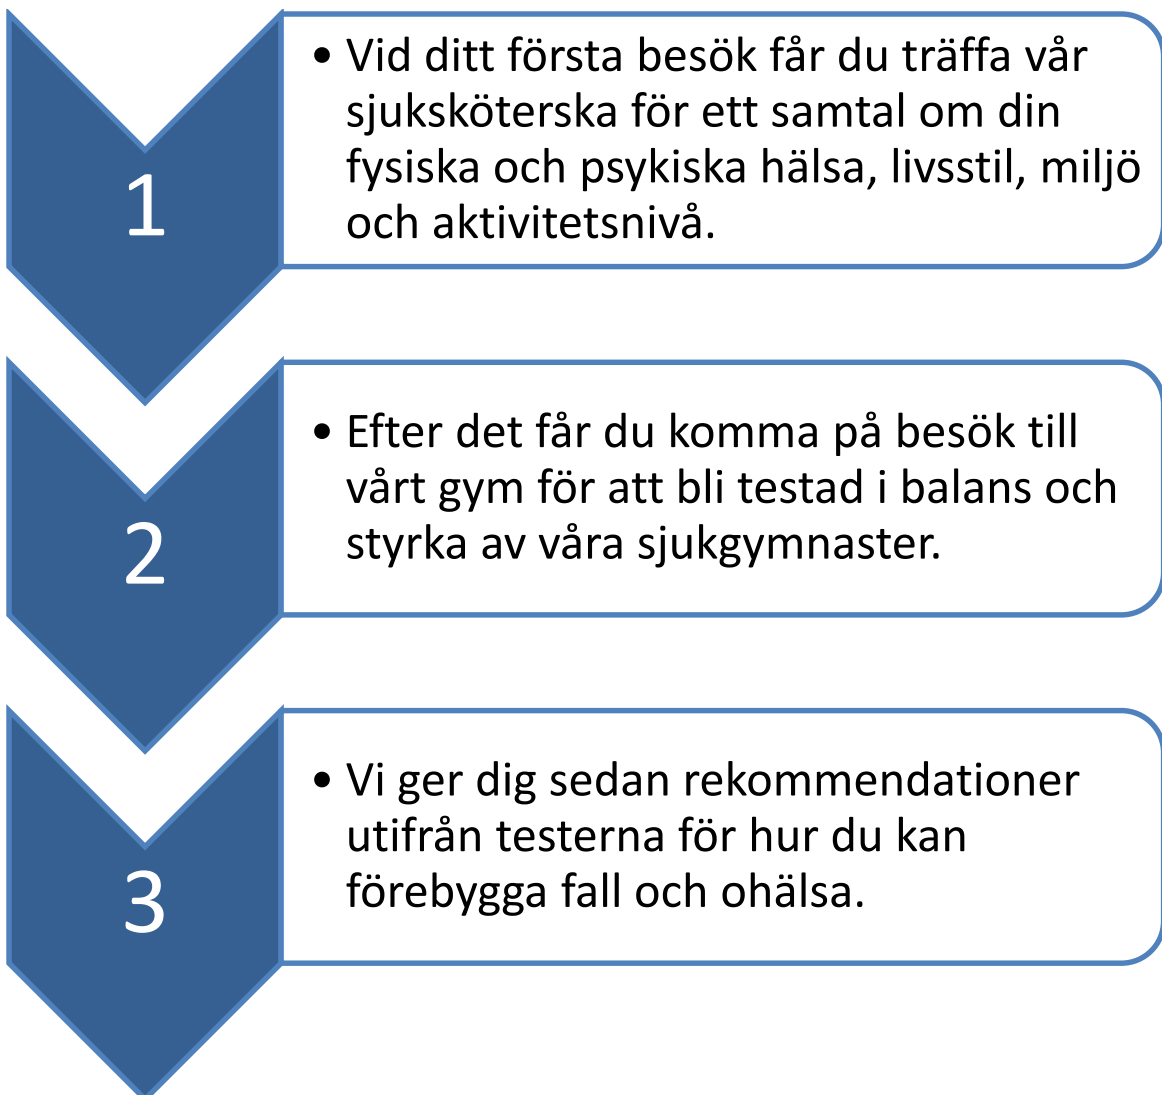 1
• Vid ditt första besök får du träffa vår
sjuksköterska för ett samtal om din
fysiska och psykiska hälsa, livsstil, miljö
och aktivitetsnivå.
2
• Efter det får du komma på besök till
vårt gym för att bli testad i balans och
styrka av våra sjukgymnaster.
3
• Vi ger dig sedan rekommendationer
utifrån testerna för hur du kan
förebygga fall och ohälsa.